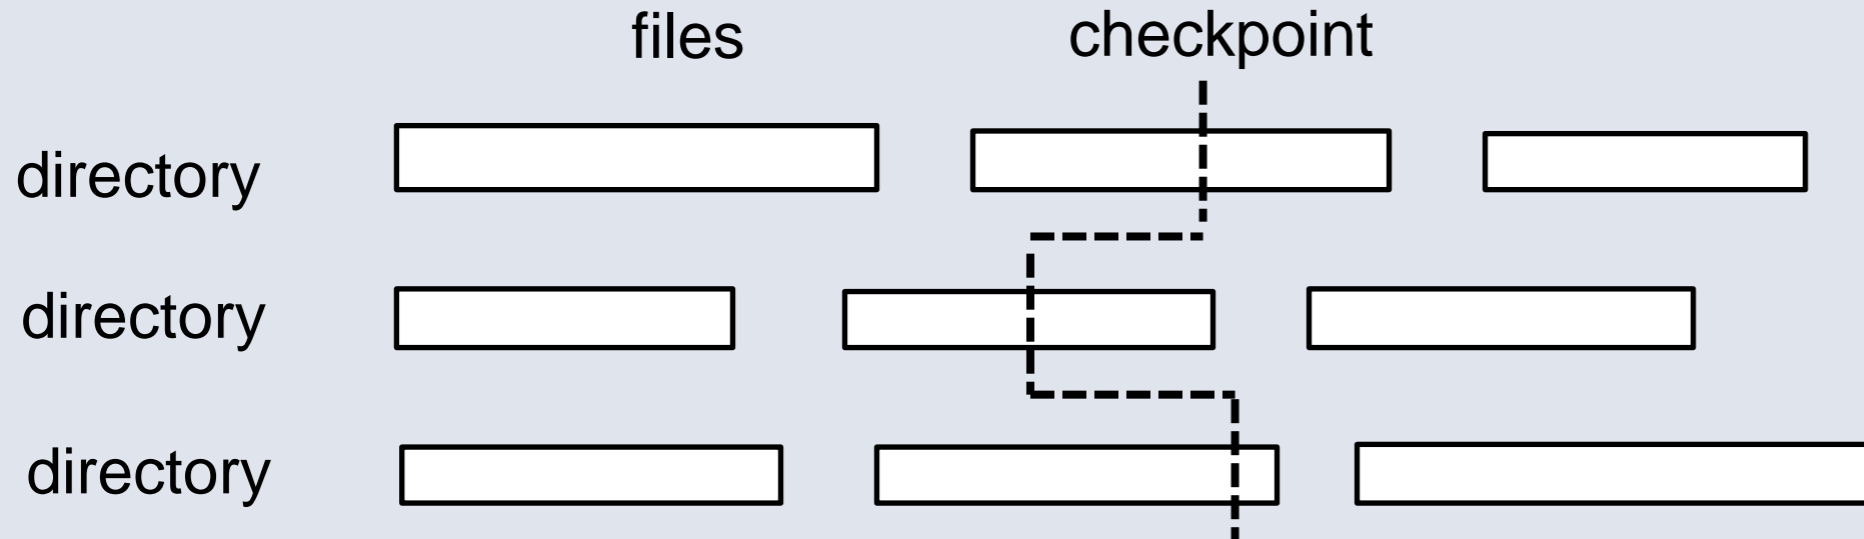 files
checkpoint
directory
directory
directory